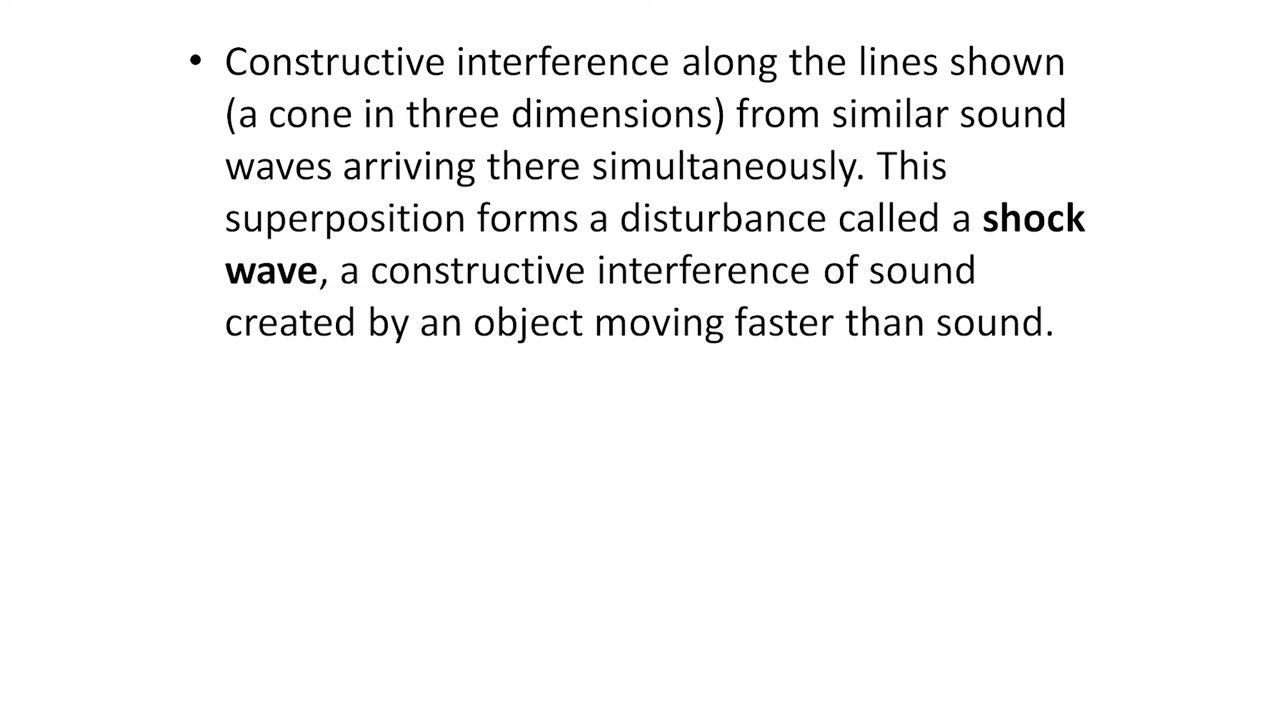 • Constructive interference along the lines shown
(a cone in three dimensions) from similar sound
waves arriving there simultaneously. This
superposition forms a disturbance called a shock
wave, a constructive interference of sound
created by an object moving faster than sound.